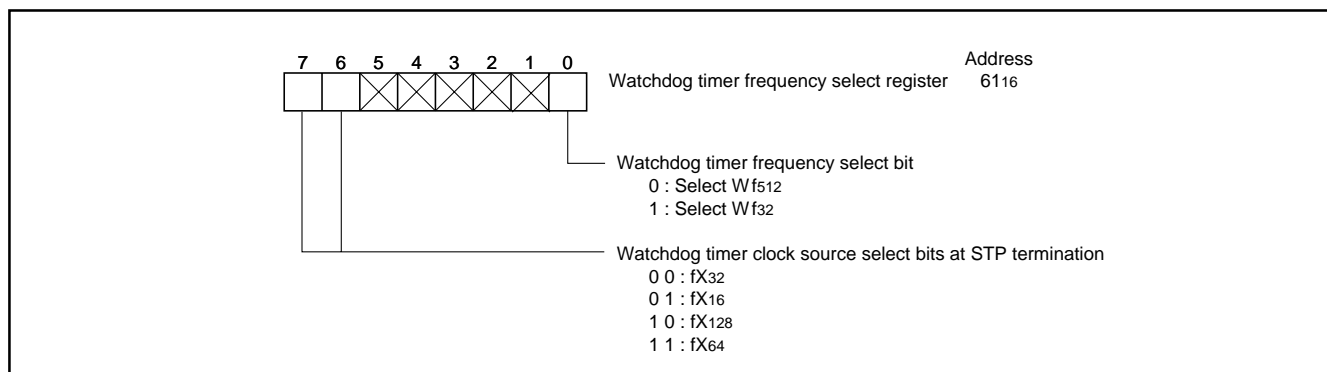 Address
7 6 5 4 3 2 1 0
Watchdog timer frequency select register 6116
Watchdog timer frequency select bit
0 : Select Wf512
1 : Select Wf32
Watchdog timer clock source select bits at STP termination
0 0 : fX32
0 1 : fX16
1 0 : fX128
1 1 : fX64